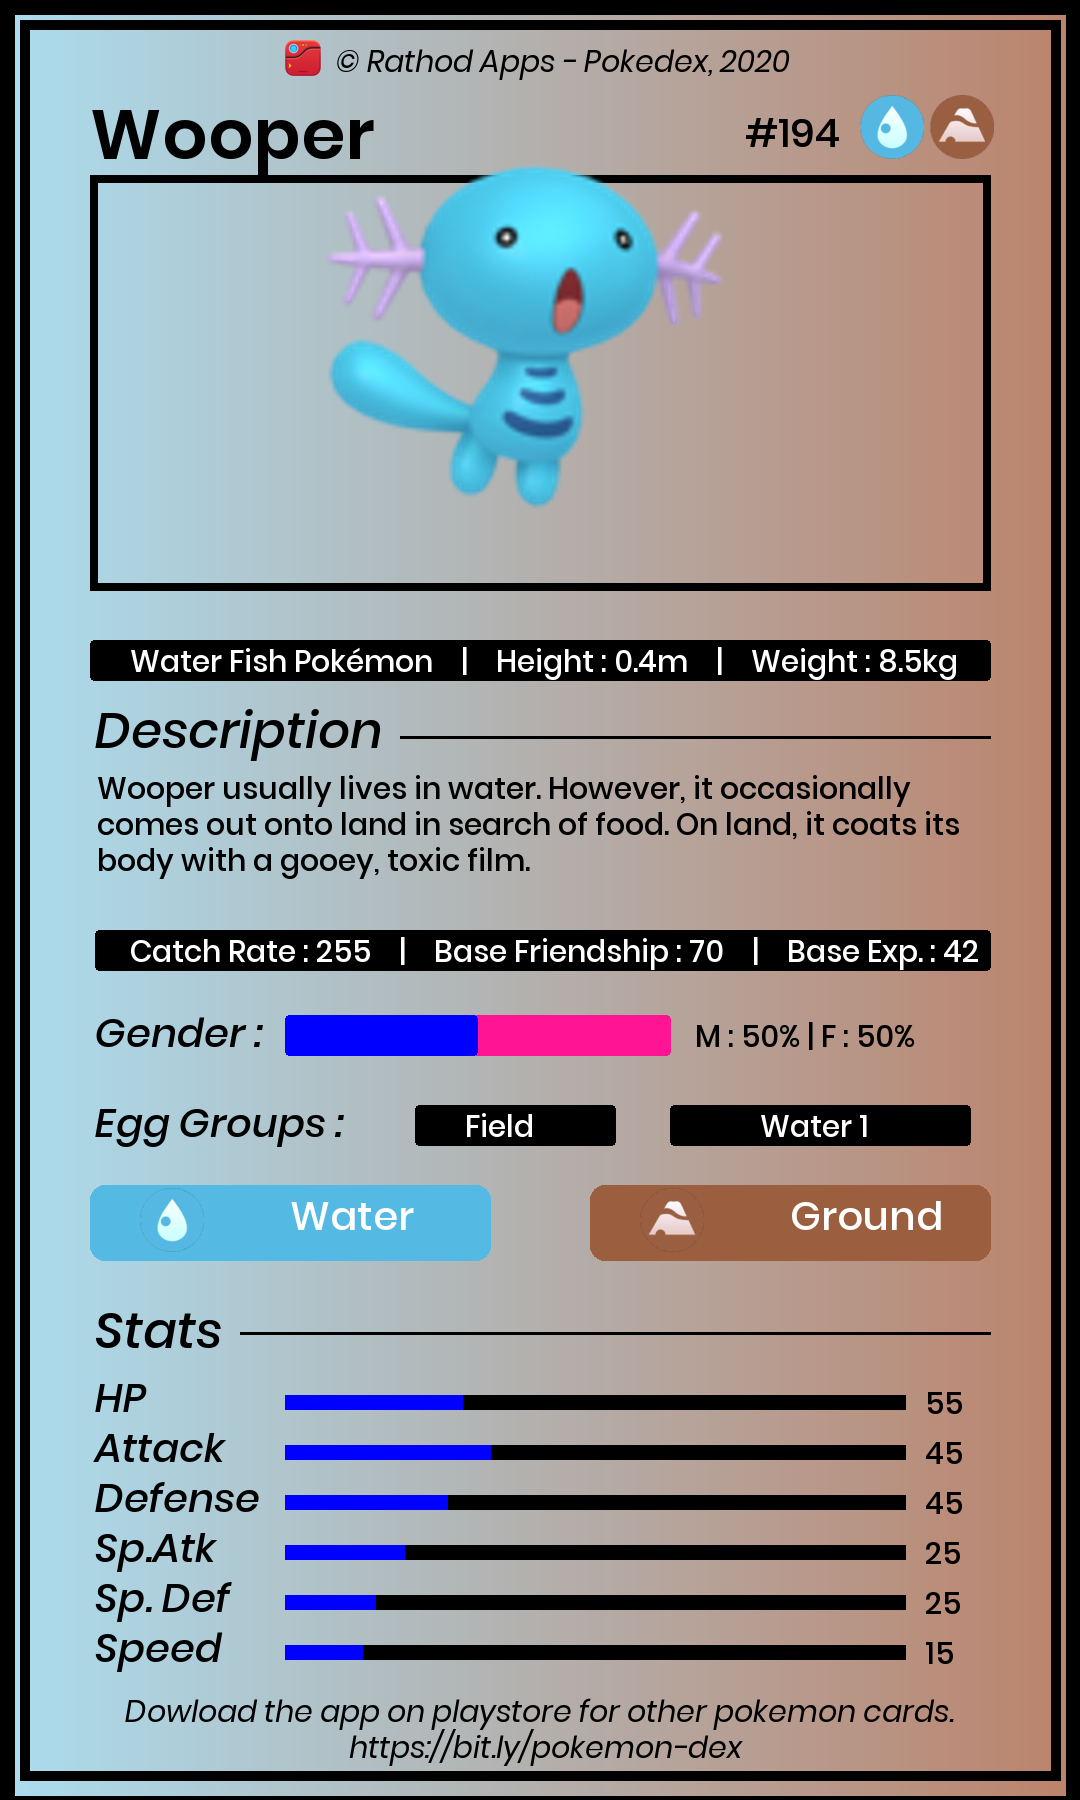 © Rathod Apps - Pokedex, 2020
Wooper #194
Water Fish Pokémon | Height : 0.4m | Weight : 8.5kg
Description
Wooper usually lives in water. However, it occasionally
comes out onto land in search of food. On land, it coats its
body with a gooey, toxic film.
Catch Rate : 255 | Base Friendship : 70 | Base Exp. : 42
Gender : M : 50% | F : 50%
Egg Groups : Field Water 1
Water Ground
Stats
HP 55
Attack 45
Defense 45
Sp.Atk 25
Sp. Def 25
Speed 15
Dowload the app on playstore for other pokemon cards.
https://bit.ly/pokemon-dex